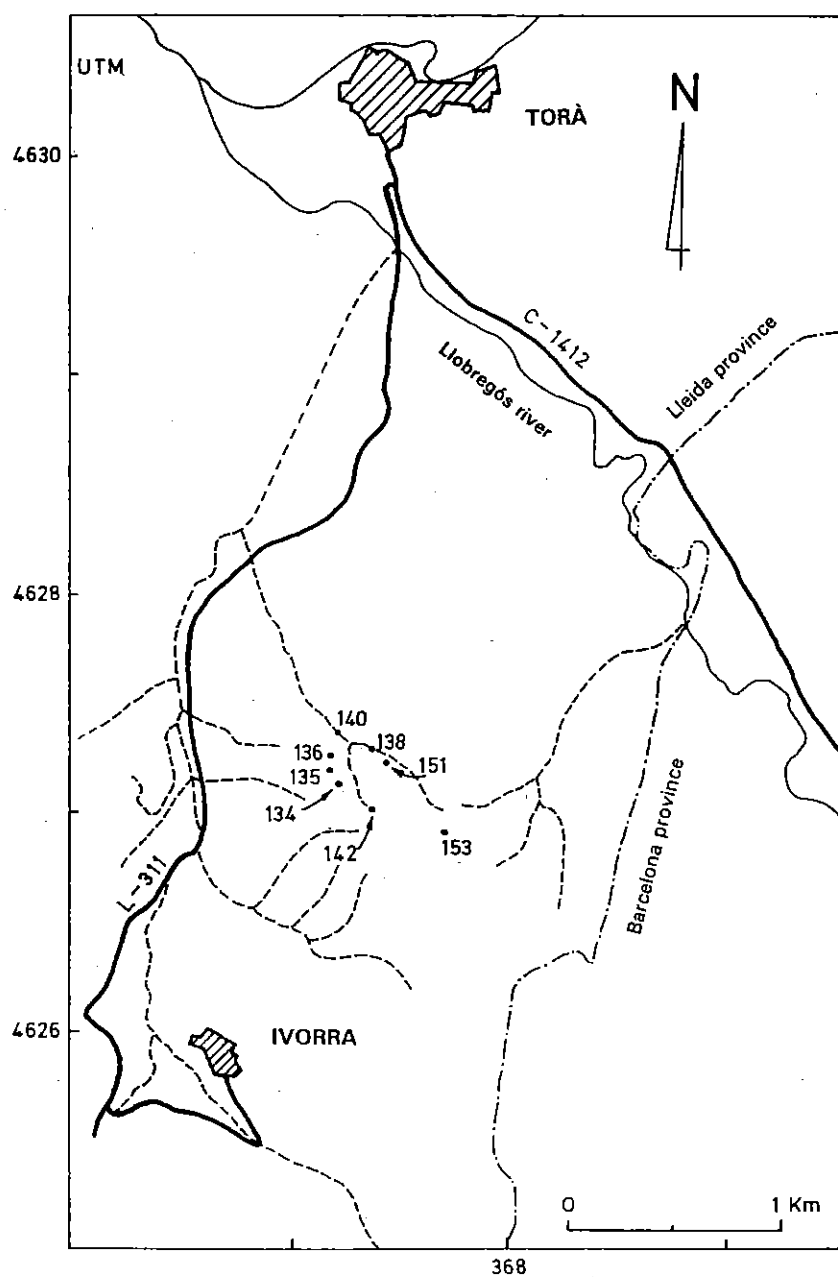 UTM
TORÀ
N
4630
C-1412
Llobregós river
Lleida province
4628
140
138
136
135
151
134
142
153
L-311
Barcelona province
4626
IVORRA
0 1 Km
368